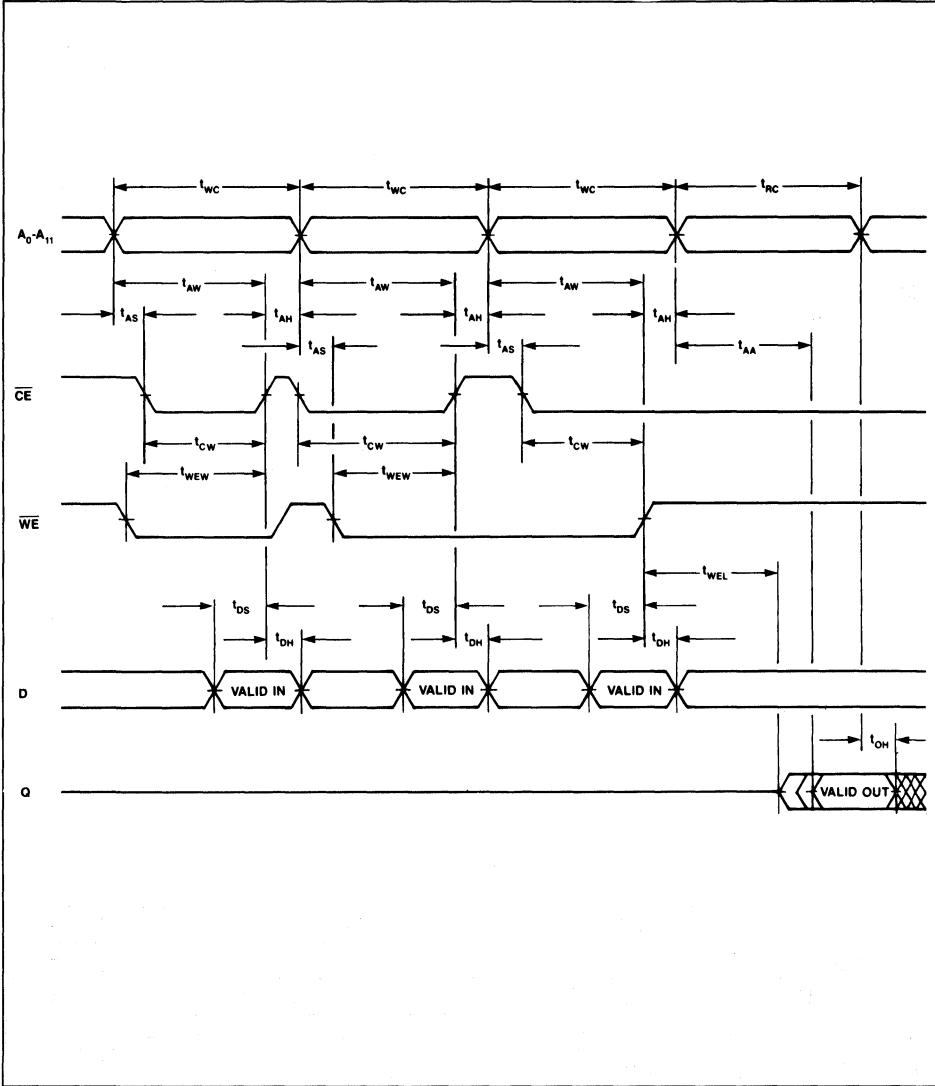 tWC tWC tWC tRC
A0-A11
tAW tAW tAW
tAS tAH tAH tAH
tAS tAS tAA
CE
tCW tCW tCW
tWEW tWEW
WE
tWEL
tDS tDS tDS
tDH tDH tDH
D VALID IN VALID IN VALID IN
tOH
Q VALID OUT